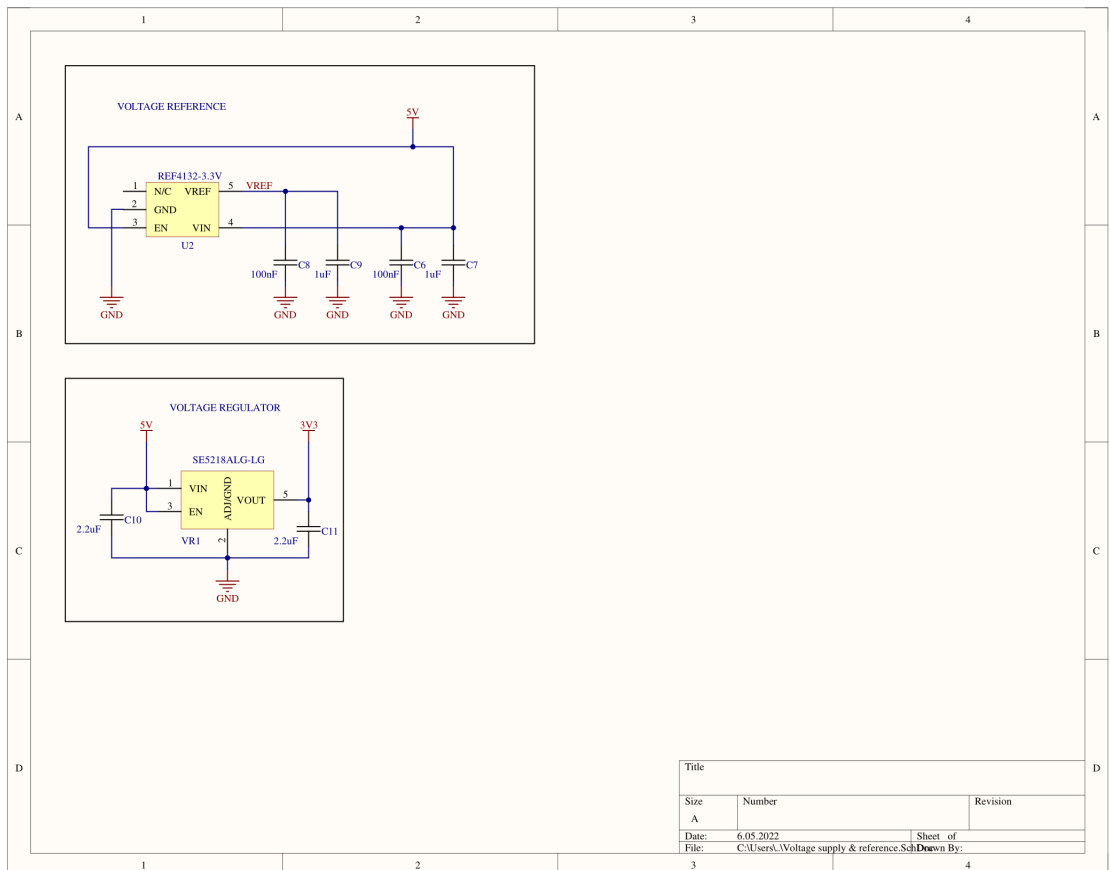 1 2 3 4
A A
VOLTAGE REFERENCE
5V
REF4132-3.3V
1 N/C VREF 5 VREF
2 GND
3 EN VIN 4
U2
C8 C9 C6 C7
100nF 1uF 100nF 1uF
GND GND GND GND GND
B B
VOLTAGE REGULATOR
5V 3V3
SE5218ALG-LG
1 VIN ADJ/GND VOUT 5
3 EN
C10 C11
2.2uF VR1 2 2.2uF
GND
C C
D D
Title
Size Number Revision
A
Date: 6.05.2022 Sheet of
File: C:\Users\..\Voltage supply & reference.SchDoc Drawn By:
1 2 3 4